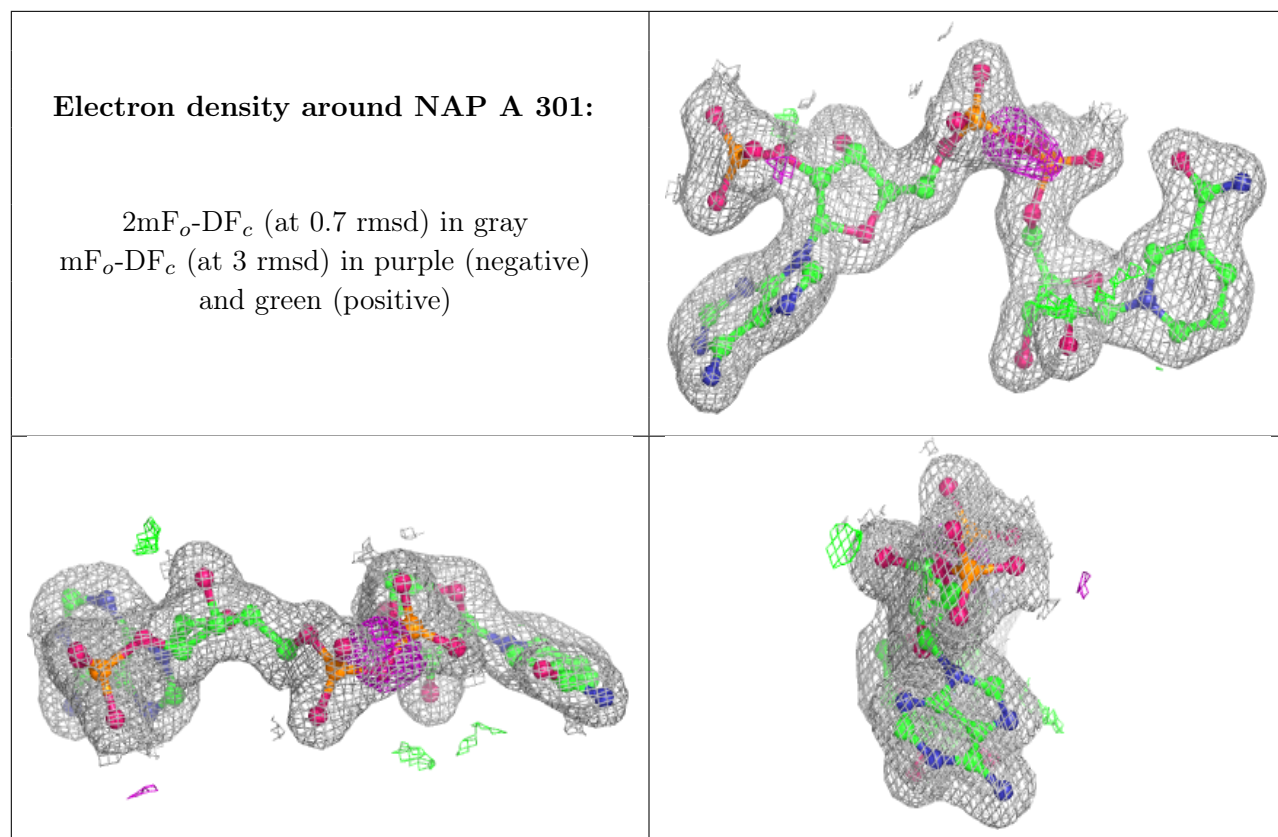 Electron density around NAP A 301:
2mFₒ-DF𝒸 (at 0.7 rmsd) in gray
mFₒ-DF𝒸 (at 3 rmsd) in purple (negative)
and green (positive)